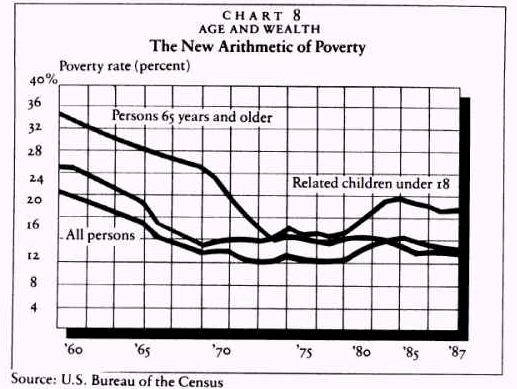 CHART 8
AGE AND WEALTH
The New Arithmetic of Poverty
Poverty rate (percent)
40%
36
32
28
24
20
16
12
8
4
Persons 65 years and older
Related children under 18
All persons
'60 '65 '70 '75 '80 '85 '87
Source: U.S. Bureau of the Census